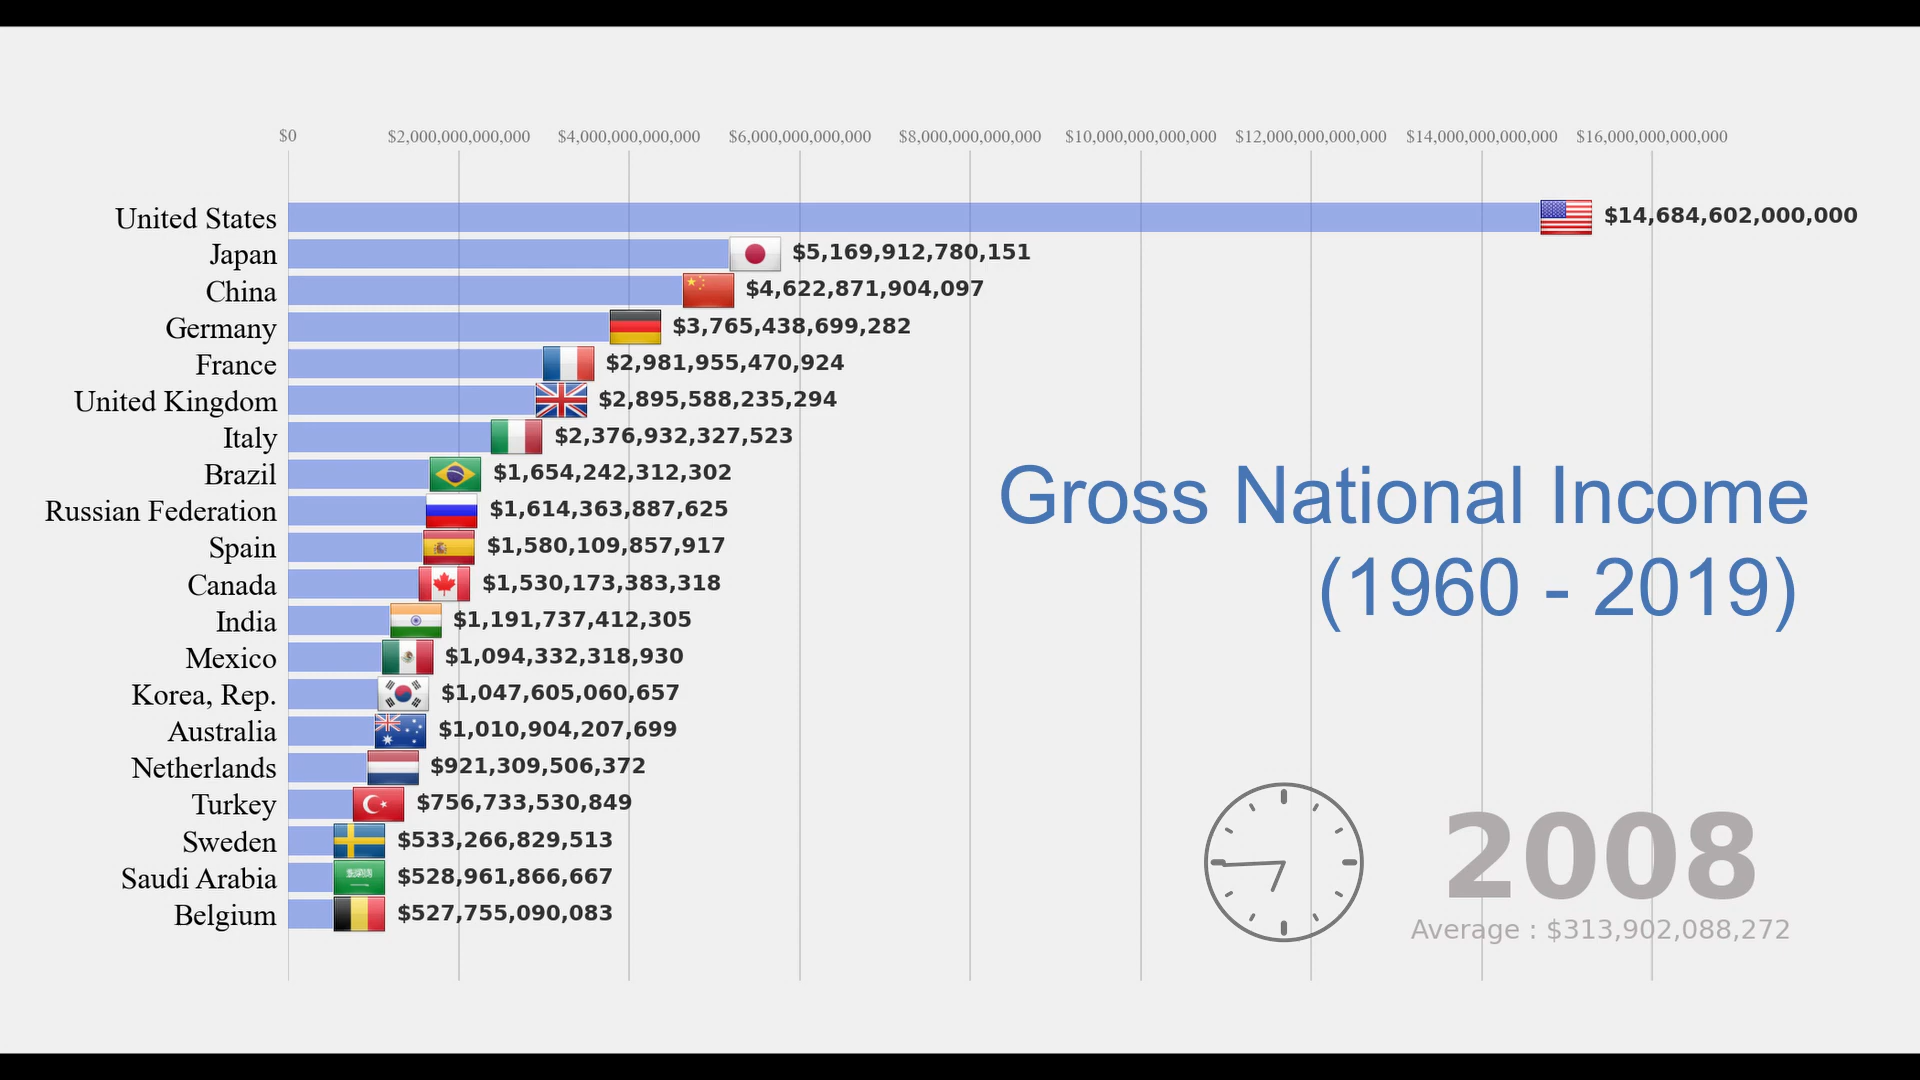 $0 $2,000,000,000,000 $4,000,000,000,000 $6,000,000,000,000 $8,000,000,000,000 $10,000,000,000,000 $12,000,000,000,000 $14,000,000,000,000 $16,000,000,000,000
United States $14,684,602,000,000
Japan $5,169,912,780,151
China $4,622,871,904,097
Germany $3,765,438,699,282
France $2,981,955,470,924
United Kingdom $2,895,588,235,294
Italy $2,376,932,327,523
Brazil $1,654,242,312,302
Russian Federation $1,614,363,887,625
Spain $1,580,109,857,917
Canada $1,530,173,383,318
India $1,191,737,412,305
Mexico $1,094,332,318,930
Korea, Rep. $1,047,605,060,657
Australia $1,010,904,207,699
Netherlands $921,309,506,372
Turkey $756,733,530,849
Sweden $533,266,829,513
Saudi Arabia $528,961,866,667
Belgium $527,755,090,083
Gross National Income
(1960 - 2019)
2008
Average : $313,902,088,272